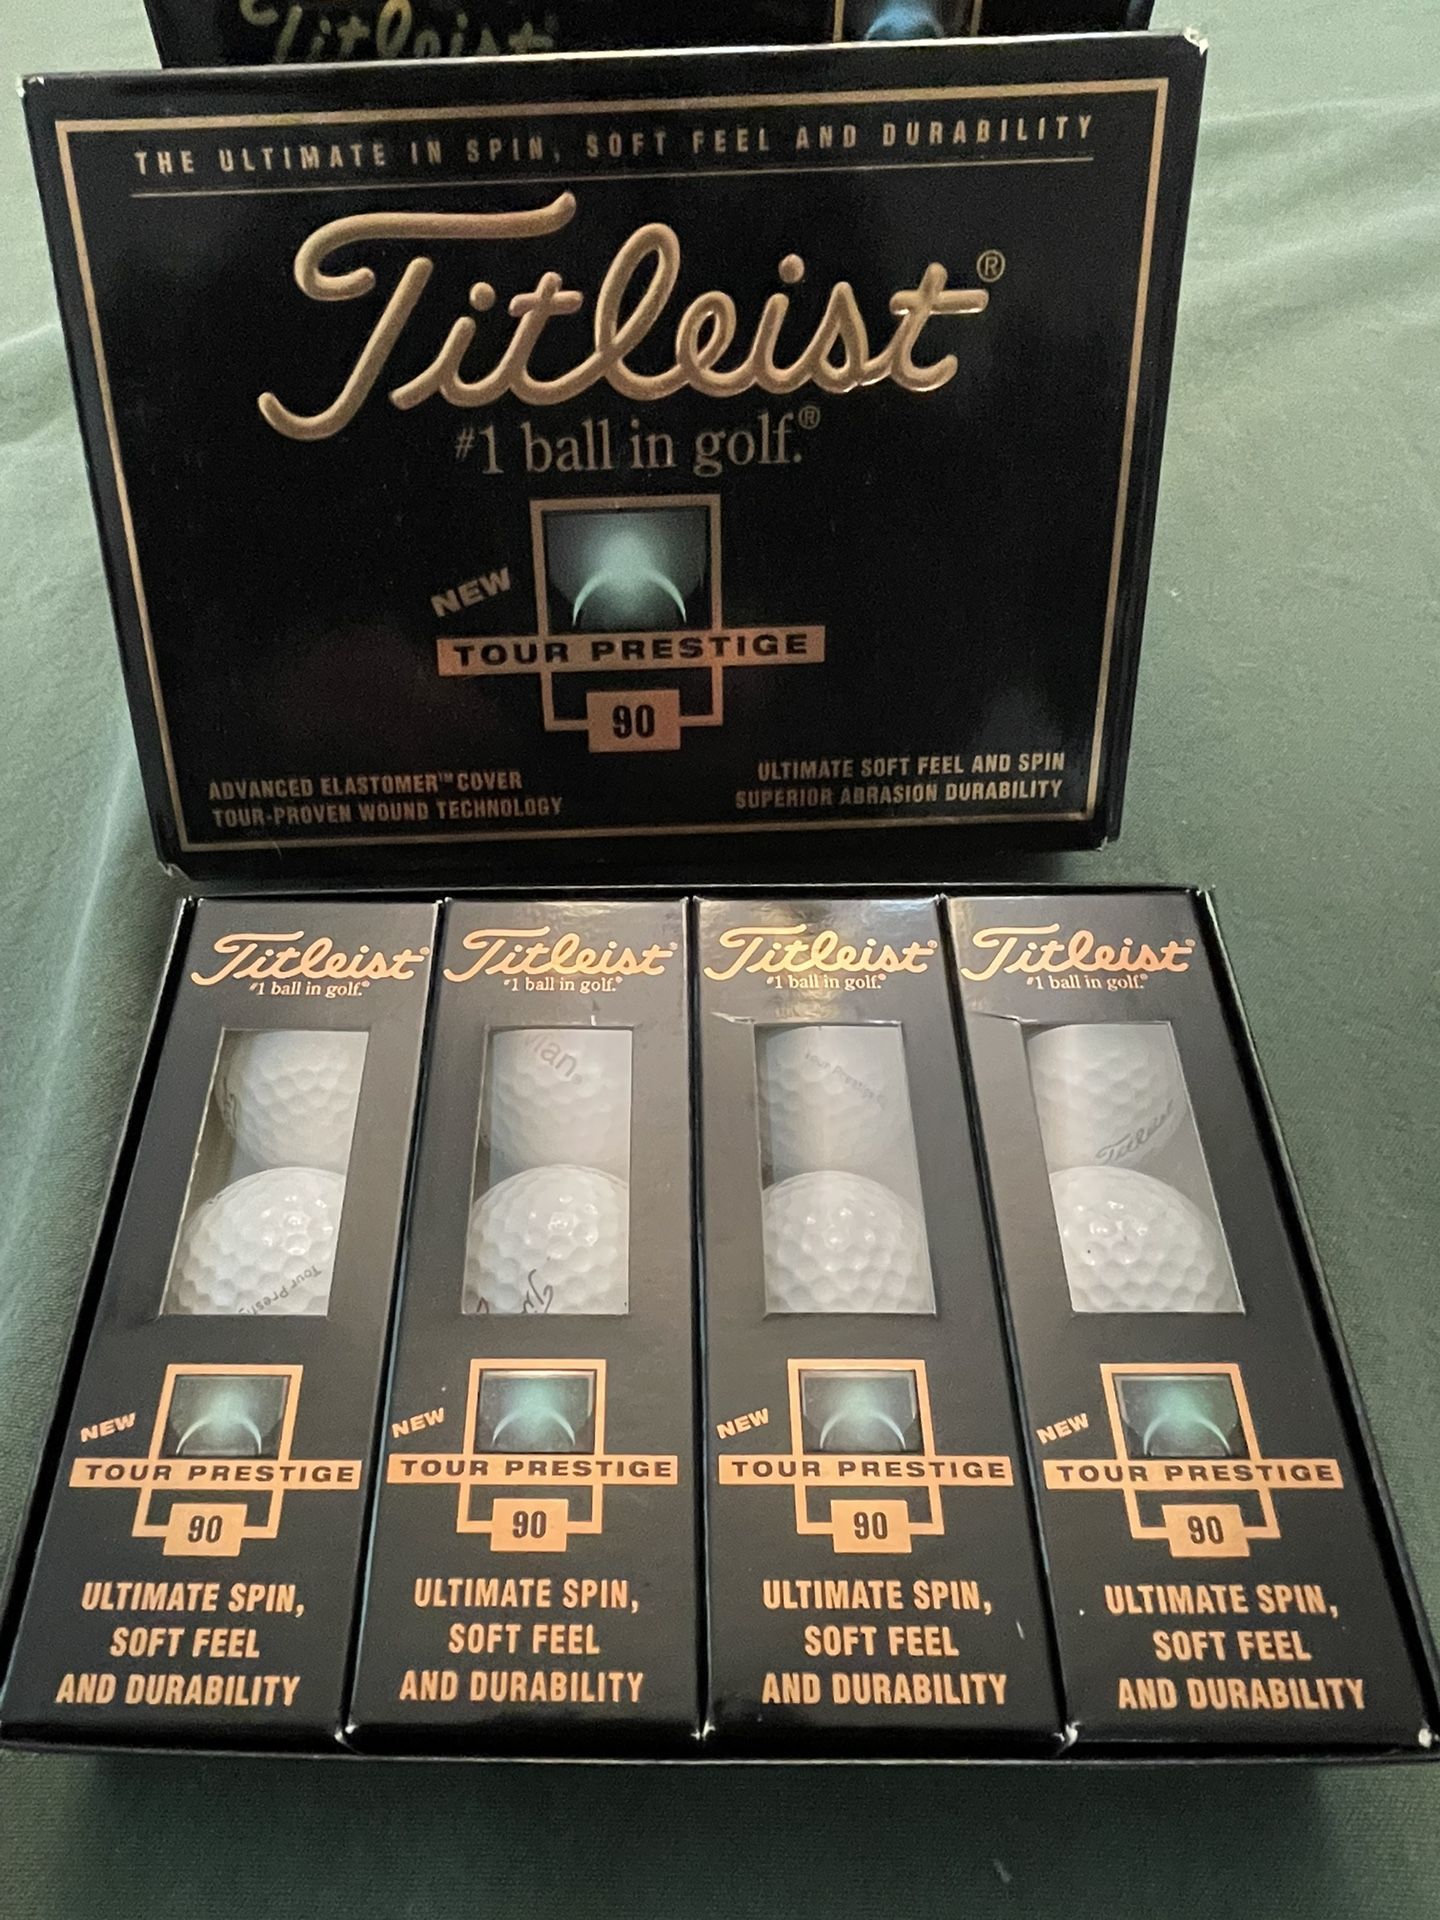 Titleist
THE ULTIMATE IN SPIN, SOFT FEEL AND DURABILITY
Titleist®
#1 ball in golf.®
NEW
TOUR PRESTIGE
90
ADVANCED ELASTOMER™ COVER
TOUR-PROVEN WOUND TECHNOLOGY
ULTIMATE SOFT FEEL AND SPIN
SUPERIOR ABRASION DURABILITY
Titleist®
#1 ball in golf.®
Tour Prestig
NEW
TOUR PRESTIGE
90
ULTIMATE SPIN,
SOFT FEEL
AND DURABILITY
Titleist®
#1 ball in golf.®
NEW
TOUR PRESTIGE
90
ULTIMATE SPIN,
SOFT FEEL
AND DURABILITY
Titleist®
#1 ball in golf.®
Tour Prestige
NEW
TOUR PRESTIGE
90
ULTIMATE SPIN,
SOFT FEEL
AND DURABILITY
Titleist®
#1 ball in golf.®
Titleist
NEW
TOUR PRESTIGE
90
ULTIMATE SPIN,
SOFT FEEL
AND DURABILITY